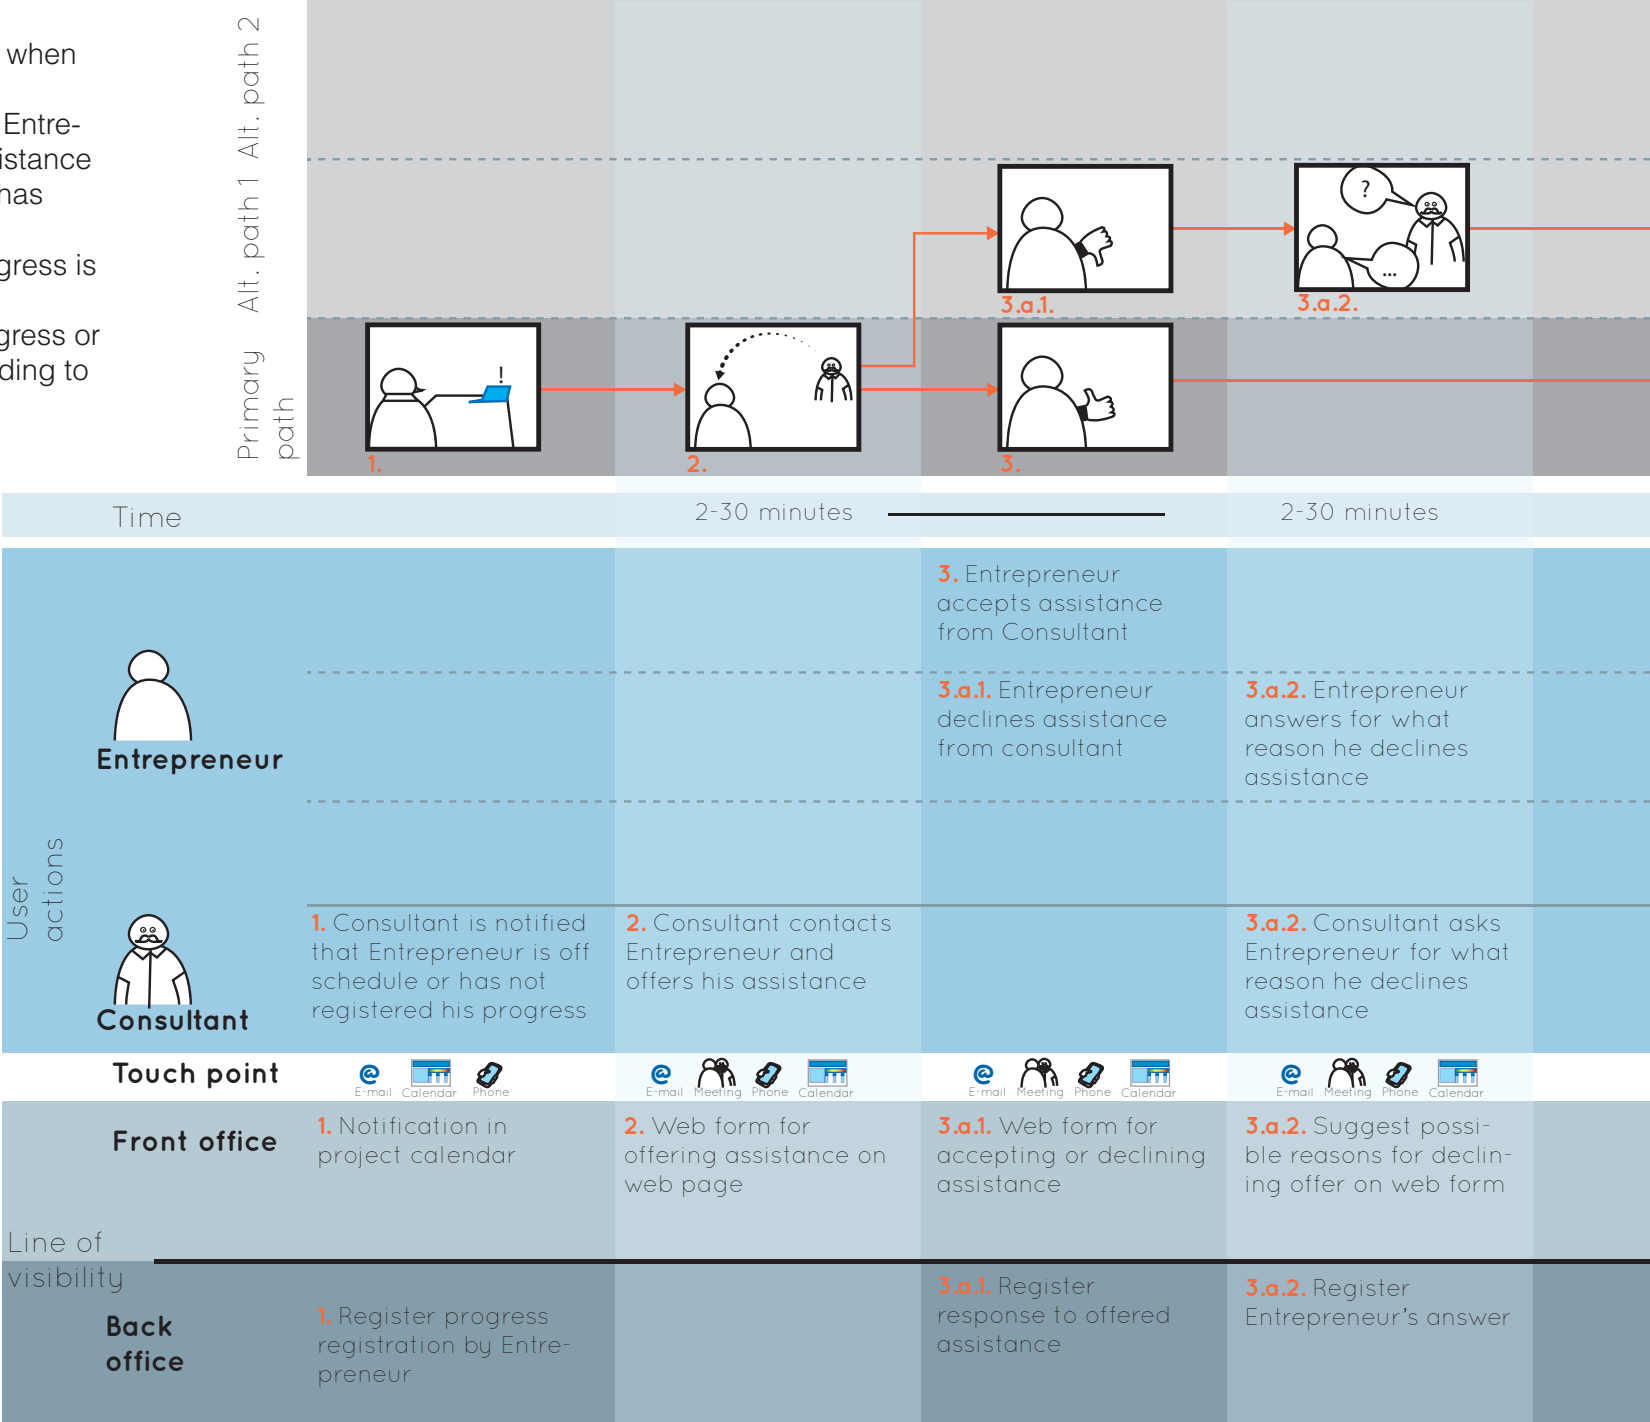 when
Entre-
istance
has
gress is
gress or
ding to
Alt. path 2
Alt. path 1
Primary
path
?
...
3.a.1.
3.a.2.
!
1.
2.
3.
Time
2-30 minutes
2-30 minutes
User
actions
Entrepreneur
3. Entrepreneur
accepts assistance
from Consultant
3.a.1. Entrepreneur
declines assistance
from consultant
3.a.2. Entrepreneur
answers for what
reason he declines
assistance
Consultant
1. Consultant is notified
that Entrepreneur is off
schedule or has not
registered his progress
2. Consultant contacts
Entrepreneur and
offers his assistance
3.a.2. Consultant asks
Entrepreneur for what
reason he declines
assistance
Touch point
@
E-mail Calendar Phone
@
E-mail Meeting Phone Calendar
@
E-mail Meeting Phone Calendar
@
E-mail Meeting Phone Calendar
Front office
1. Notification in
project calendar
2. Web form for
offering assistance on
web page
3.a.1. Web form for
accepting or declining
assistance
3.a.2. Suggest possi-
ble reasons for declin-
ing offer on web form
Line of
visibility
Back
office
1. Register progress
registration by Entre-
preneur
3.a.1. Register
response to offered
assistance
3.a.2. Register
Entrepreneur's answer